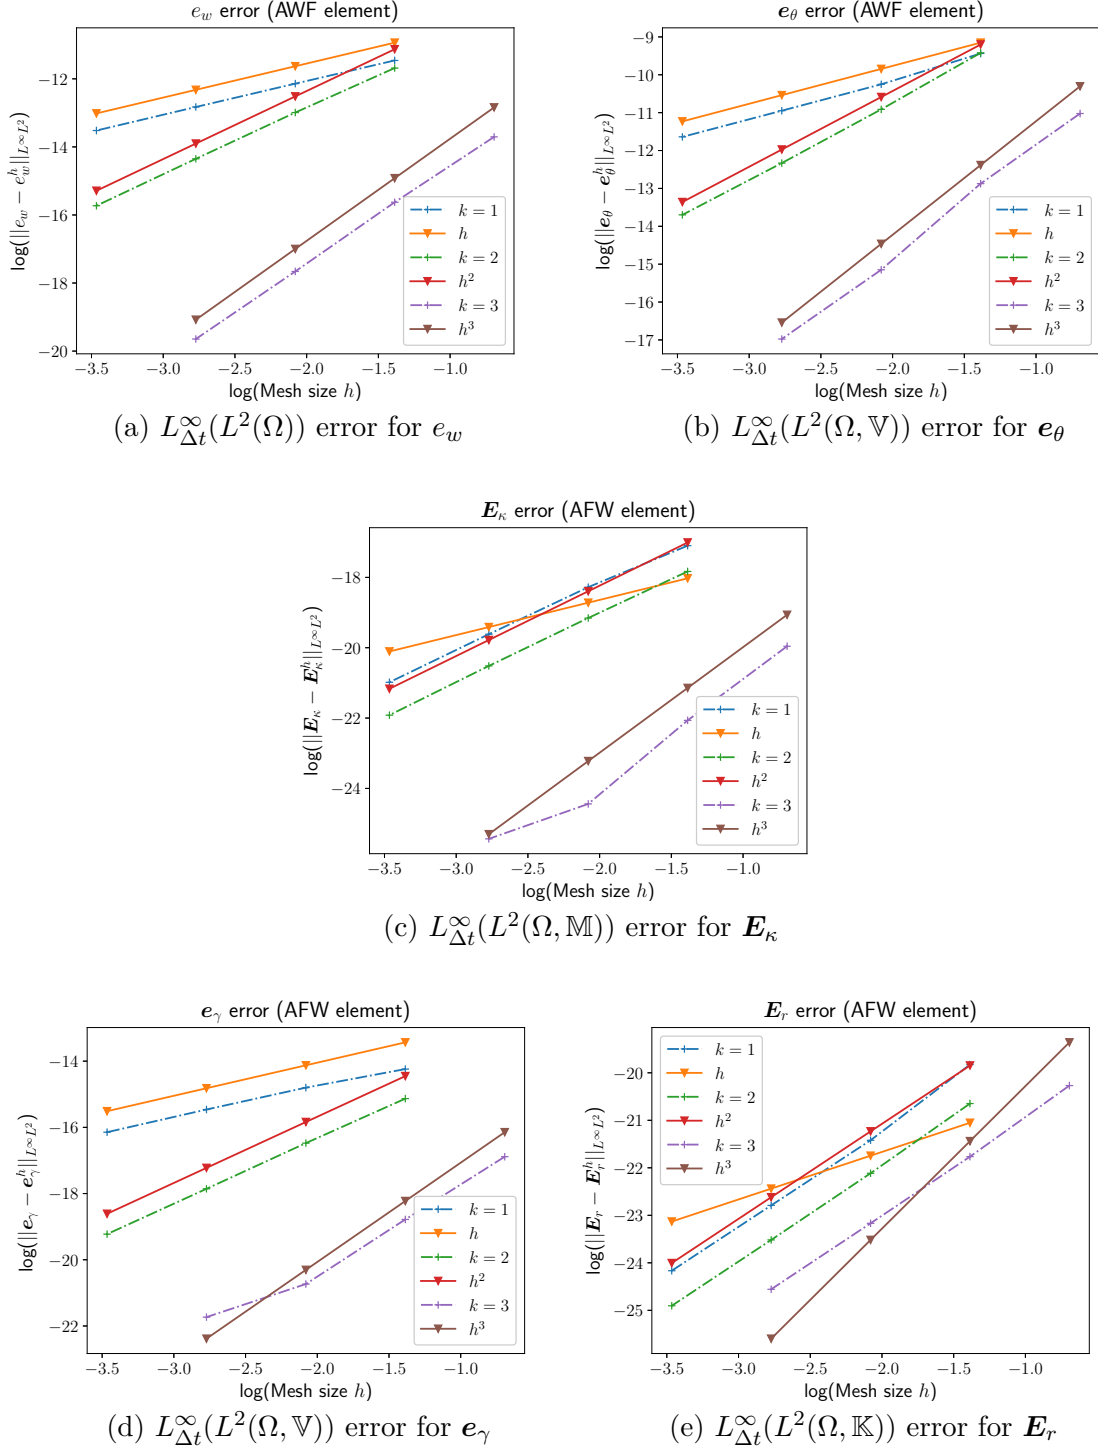 e_w error (AWF element)
log(||e_w − e_w^h||_{L^∞L^2})
−12
−14
−16
−18
−20
k = 1
h
k = 2
h^2
k = 3
h^3
−3.5 −3.0 −2.5 −2.0 −1.5 −1.0
log(Mesh size h)
(a) L^∞_{Δt}(L^2(Ω)) error for e_w
e_θ error (AWF element)
log(||e_θ − e_θ^h||_{L^∞L^2})
−9
−10
−11
−12
−13
−14
−15
−16
−17
k = 1
h
k = 2
h^2
k = 3
h^3
−3.5 −3.0 −2.5 −2.0 −1.5 −1.0
log(Mesh size h)
(b) L^∞_{Δt}(L^2(Ω, 𝕍)) error for e_θ
E_κ error (AFW element)
log(||E_κ − E_κ^h||_{L^∞L^2})
−18
−20
−22
−24
k = 1
h
k = 2
h^2
k = 3
h^3
−3.5 −3.0 −2.5 −2.0 −1.5 −1.0
log(Mesh size h)
(c) L^∞_{Δt}(L^2(Ω, 𝕄)) error for E_κ
e_γ error (AFW element)
log(||e_γ − e_γ^h||_{L^∞L^2})
−14
−16
−18
−20
−22
k = 1
h
k = 2
h^2
k = 3
h^3
−3.5 −3.0 −2.5 −2.0 −1.5 −1.0
log(Mesh size h)
(d) L^∞_{Δt}(L^2(Ω, 𝕍)) error for e_γ
E_r error (AFW element)
log(||E_r − E_r^h||_{L^∞L^2})
−20
−21
−22
−23
−24
−25
k = 1
h
k = 2
h^2
k = 3
h^3
−3.5 −3.0 −2.5 −2.0 −1.5 −1.0
log(Mesh size h)
(e) L^∞_{Δt}(L^2(Ω, 𝕂)) error for E_r